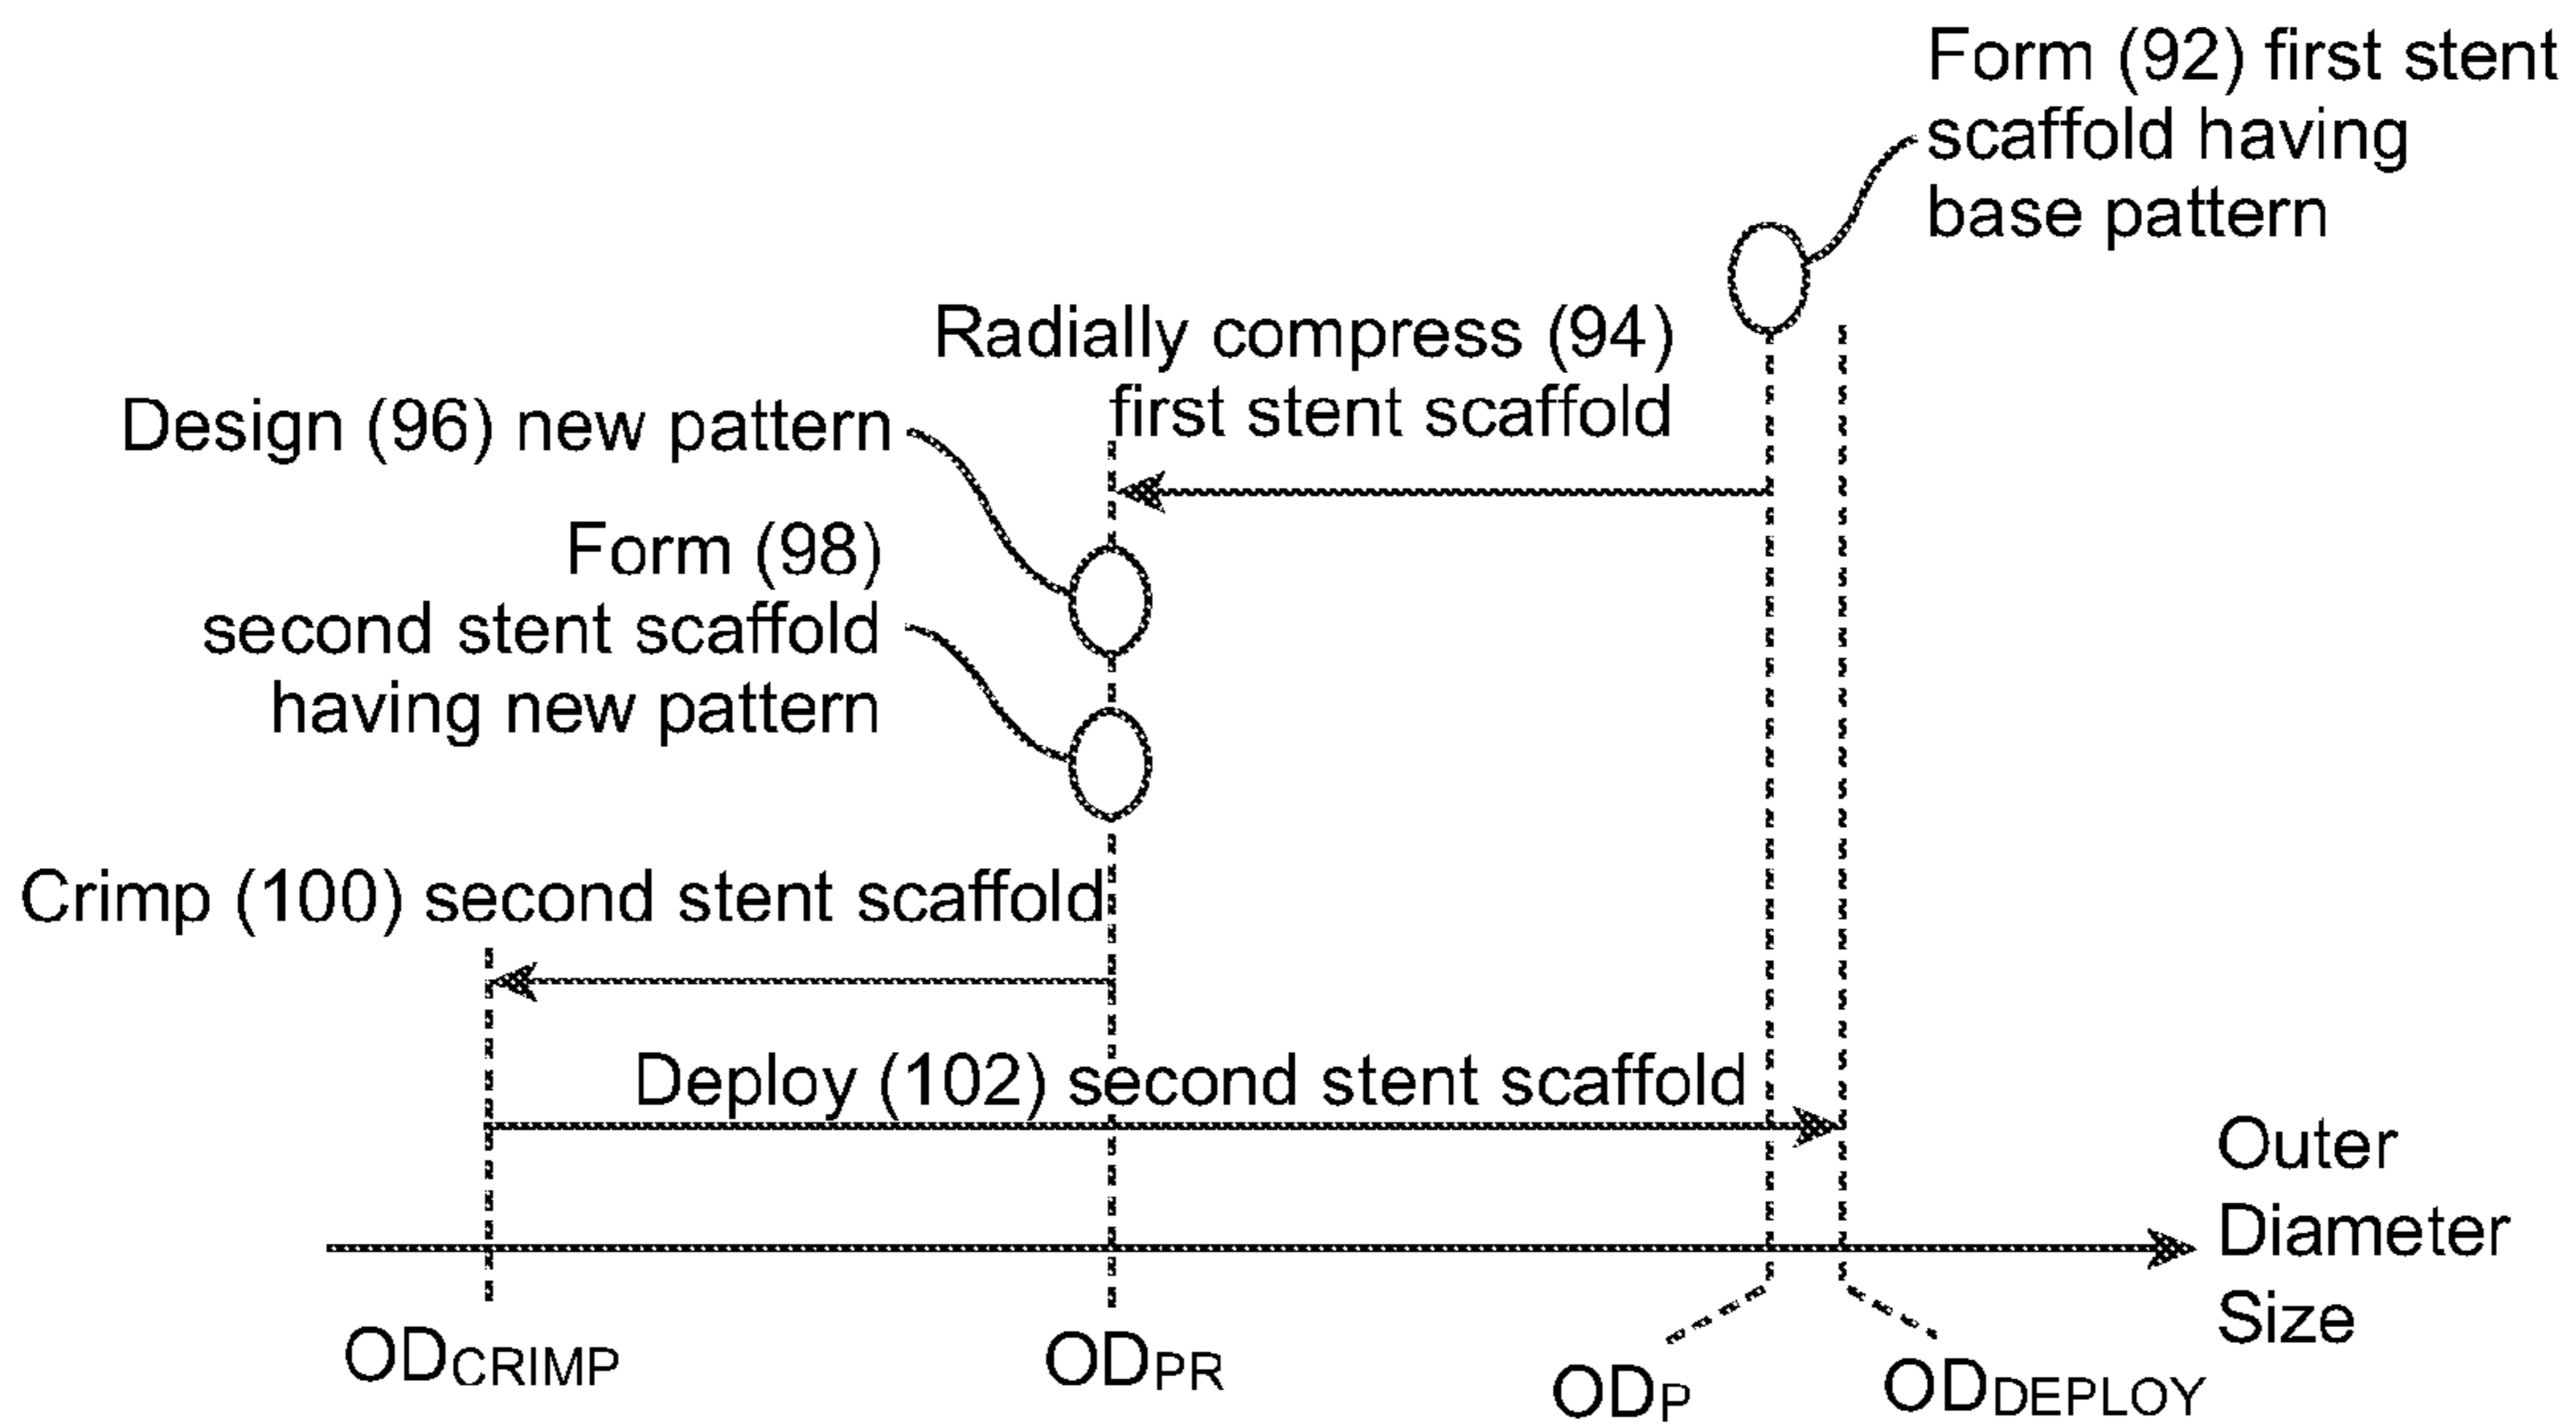 Form (92) first stent
scaffold having
base pattern
Radially compress (94)
first stent scaffold
Design (96) new pattern
Form (98)
second stent scaffold
having new pattern
Crimp (100) second stent scaffold
Deploy (102) second stent scaffold
Outer
Diameter
Size
ODCRIMP
ODPR
ODP
ODDEPLOY